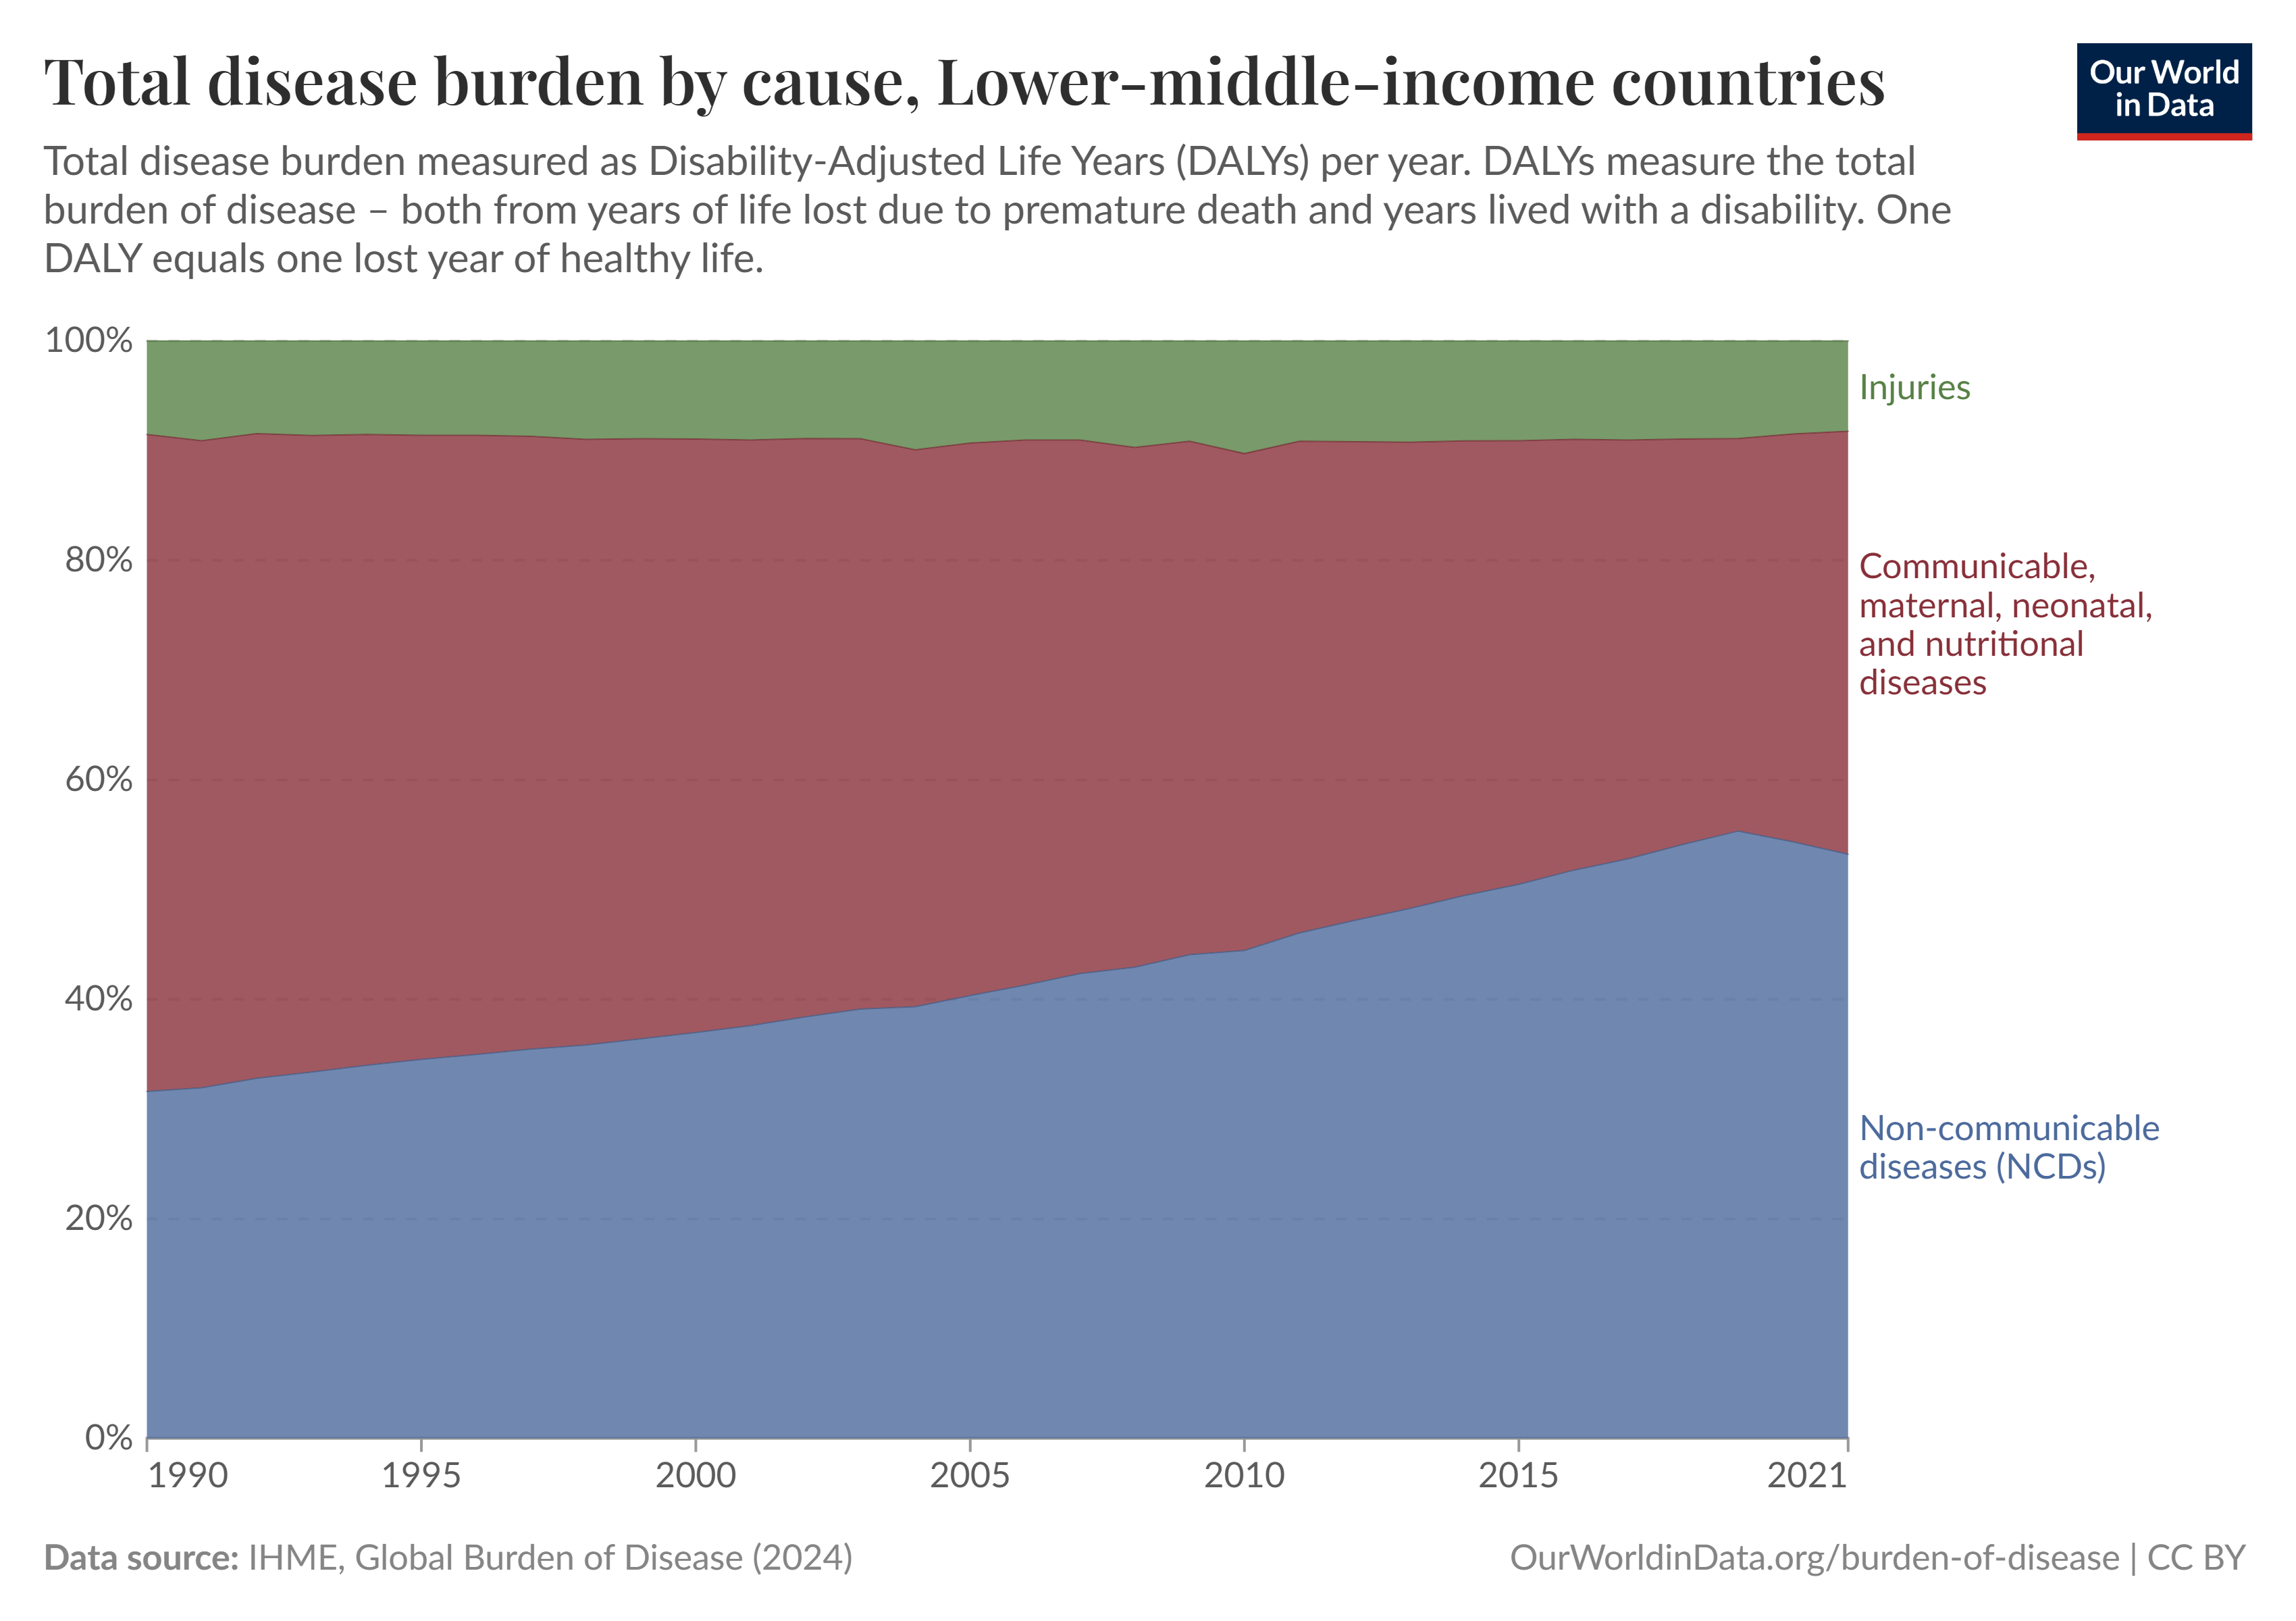 Total disease burden by cause, Lower-middle-income countries
Our World
in Data
Total disease burden measured as Disability-Adjusted Life Years (DALYs) per year. DALYs measure the total
burden of disease – both from years of life lost due to premature death and years lived with a disability. One
DALY equals one lost year of healthy life.
100%
80%
60%
40%
20%
0%
Injuries
Communicable,
maternal, neonatal,
and nutritional
diseases
Non-communicable
diseases (NCDs)
1990 1995 2000 2005 2010 2015 2021
Data source: IHME, Global Burden of Disease (2024)
OurWorldinData.org/burden-of-disease | CC BY